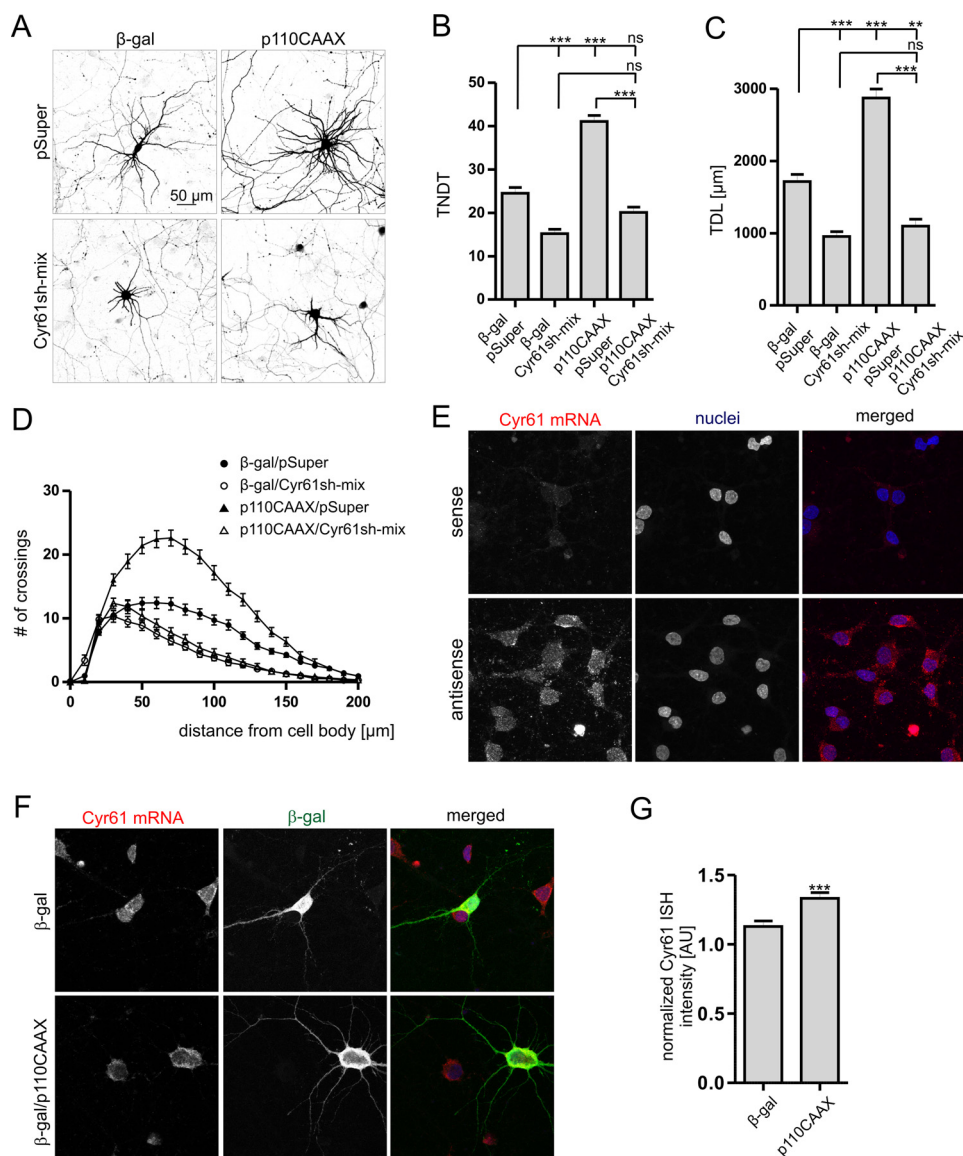 A
β-gal
p110CAAX
pSuper
50 µm
Cyr61sh-mix
B
*** *** ns
ns
***
50
40
30
20
10
0
TNDT
β-gal
pSuper
β-gal
Cyr61sh-mix
p110CAAX
pSuper
p110CAAX
Cyr61sh-mix
C
*** *** **
ns
***
3000
2000
1000
0
TDL [µm]
β-gal
pSuper
β-gal
Cyr61sh-mix
p110CAAX
pSuper
p110CAAX
Cyr61sh-mix
D
β-gal/pSuper
β-gal/Cyr61sh-mix
p110CAAX/pSuper
p110CAAX/Cyr61sh-mix
30
20
10
0
# of crossings
0 50 100 150 200
distance from cell body [µm]
E
Cyr61 mRNA nuclei merged
sense
antisense
F
Cyr61 mRNA β-gal merged
β-gal
β-gal/p110CAAX
G
1.5
1.0
0.5
0.0
***
normalized Cyr61 ISH
intensity [AU]
β-gal
p110CAAX